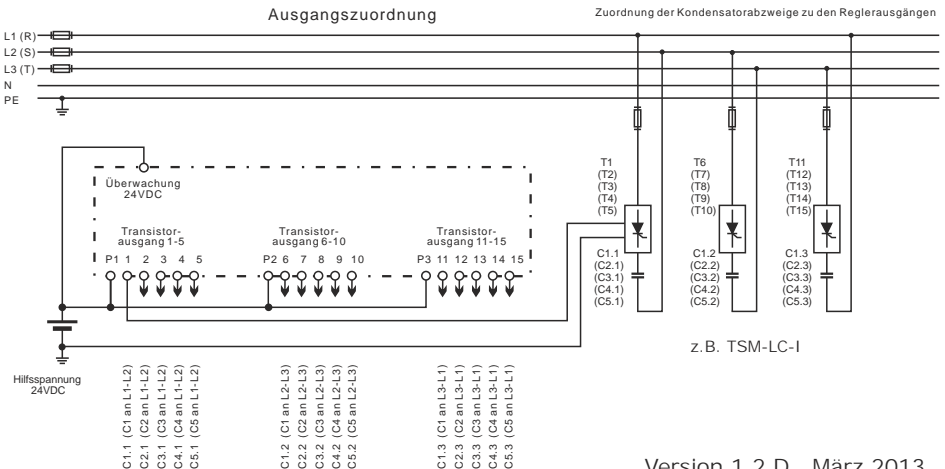 Ausgangszuordnung
Zuordnung der Kondensatorabzweige zu den Reglerausgängen
L1 (R)
L2 (S)
L3 (T)
N
PE
Überwachung
24VDC
Transistor-
ausgang 1-5
Transistor-
ausgang 6-10
Transistor-
ausgang 11-15
P1 1 2 3 4 5
P2 6 7 8 9 10
P3 11 12 13 14 15
T1
(T2)
(T3)
(T4)
(T5)
T6
(T7)
(T8)
(T9)
(T10)
T11
(T12)
(T13)
(T14)
(T15)
C1.1
(C2.1)
(C3.1)
(C4.1)
(C5.1)
C1.2
(C2.2)
(C3.2)
(C4.2)
(C5.2)
C1.3
(C2.3)
(C3.3)
(C4.3)
(C5.3)
z.B. TSM-LC-I
Hilfsspannung
24VDC
C1.1 (C1 an L1-L2)
C2.1 (C2 an L1-L2)
C3.1 (C3 an L1-L2)
C4.1 (C4 an L1-L2)
C5.1 (C5 an L1-L2)
C1.2 (C1 an L2-L3)
C2.2 (C2 an L2-L3)
C3.2 (C3 an L2-L3)
C4.2 (C4 an L2-L3)
C5.2 (C5 an L2-L3)
C1.3 (C1 an L3-L1)
C2.3 (C2 an L3-L1)
C3.3 (C3 an L3-L1)
C4.3 (C4 an L3-L1)
C5.3 (C5 an L3-L1)
Version 1.2 D März 2013